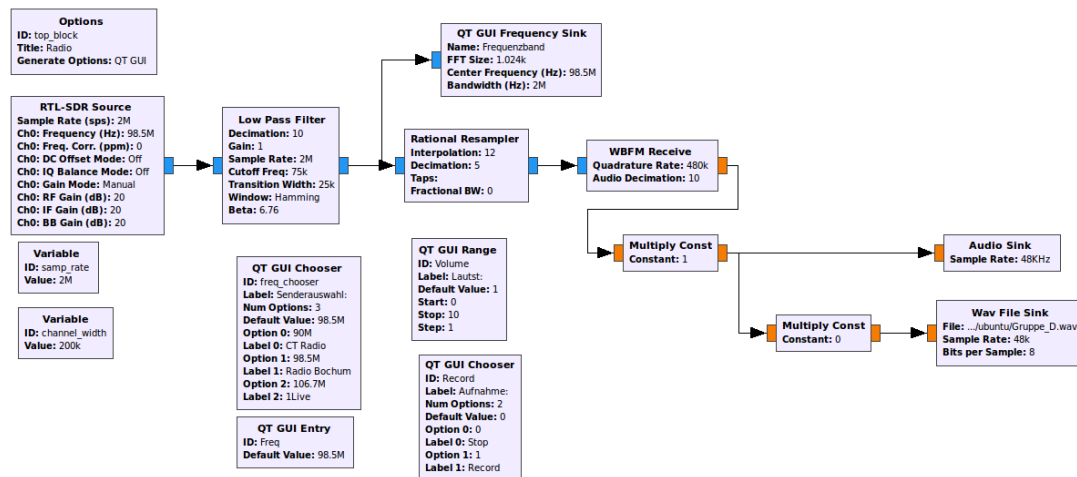 Options
ID: top_block
Title: Radio
Generate Options: QT GUI
RTL-SDR Source
Sample Rate (sps): 2M
Ch0: Frequency (Hz): 98.5M
Ch0: Freq. Corr. (ppm): 0
Ch0: DC Offset Mode: Off
Ch0: IQ Balance Mode: Off
Ch0: Gain Mode: Manual
Ch0: RF Gain (dB): 20
Ch0: IF Gain (dB): 20
Ch0: BB Gain (dB): 20
Variable
ID: samp_rate
Value: 2M
Variable
ID: channel_width
Value: 200k
Low Pass Filter
Decimation: 10
Gain: 1
Sample Rate: 2M
Cutoff Freq: 75k
Transition Width: 25k
Window: Hamming
Beta: 6.76
QT GUI Chooser
ID: freq_chooser
Label: Senderauswahl:
Num Options: 3
Default Value: 98.5M
Option 0: 90M
Label 0: CT Radio
Option 1: 98.5M
Label 1: Radio Bochum
Option 2: 106.7M
Label 2: 1Live
QT GUI Entry
ID: Freq
Default Value: 98.5M
QT GUI Frequency Sink
Name: Frequenzband
FFT Size: 1.024k
Center Frequency (Hz): 98.5M
Bandwidth (Hz): 2M
Rational Resampler
Interpolation: 12
Decimation: 5
Taps:
Fractional BW: 0
QT GUI Range
ID: Volume
Label: Lautst:
Default Value: 1
Start: 0
Stop: 10
Step: 1
QT GUI Chooser
ID: Record
Label: Aufnahme:
Num Options: 2
Default Value: 0
Option 0: 0
Label 0: Stop
Option 1: 1
Label 1: Record
WBFM Receive
Quadrature Rate: 480k
Audio Decimation: 10
Multiply Const
Constant: 1
Multiply Const
Constant: 0
Audio Sink
Sample Rate: 48KHz
Wav File Sink
File: .../ubuntu/Gruppe_D.wav
Sample Rate: 48k
Bits per Sample: 8